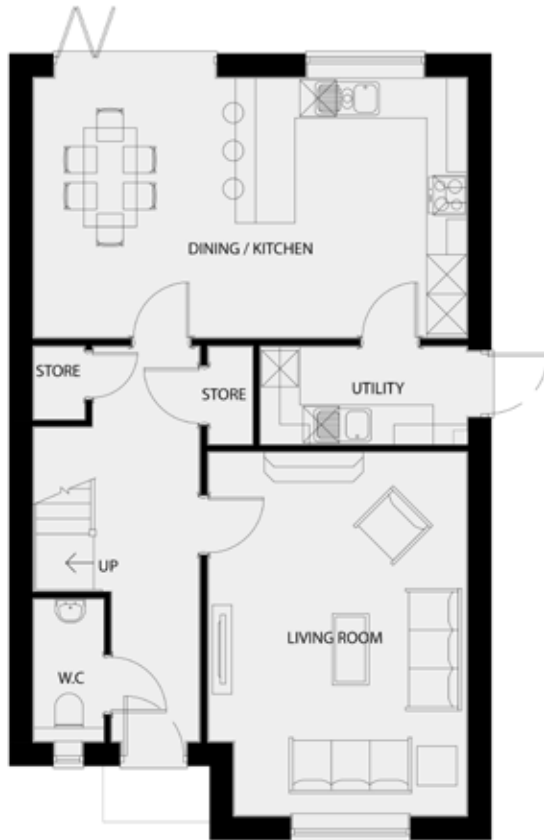 DINING / KITCHEN
STORE
STORE
UTILITY
UP
LIVING ROOM
W.C